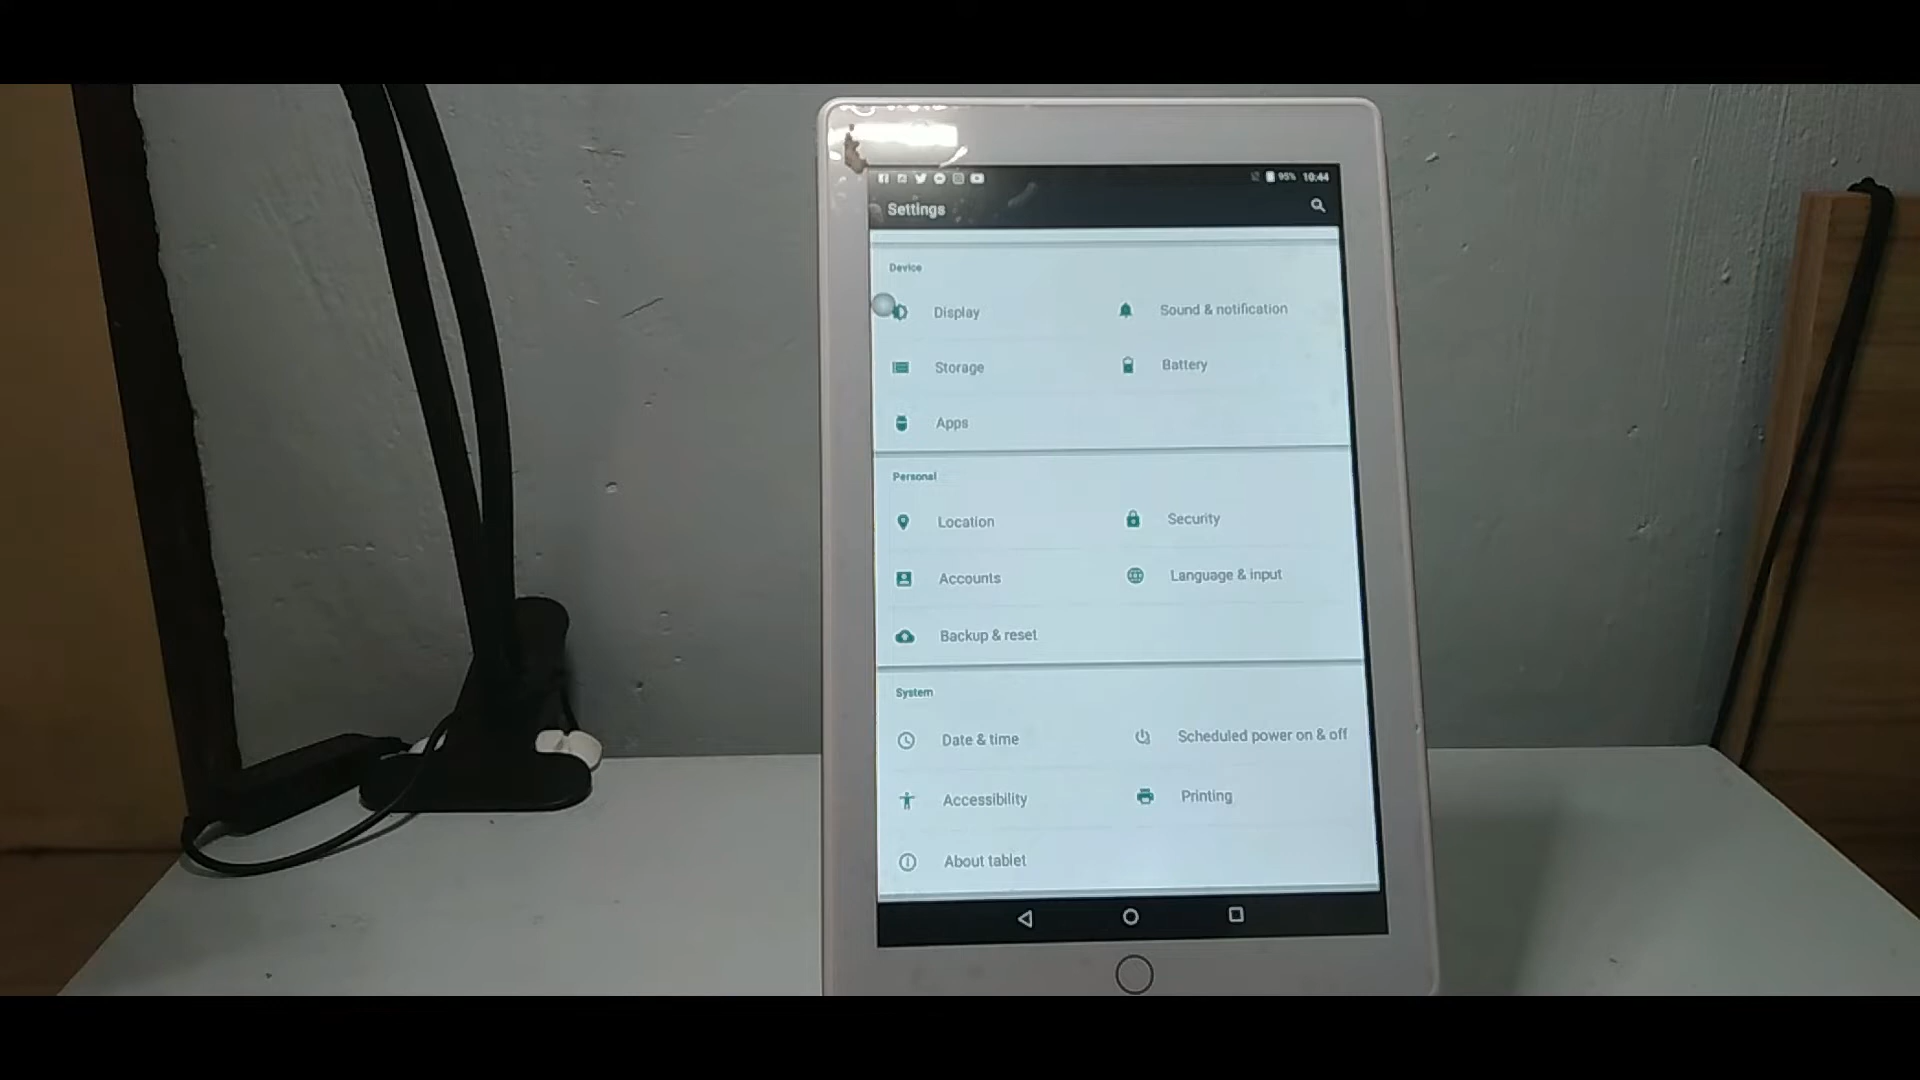 95% 10:44
Settings
Device
Display Sound & notification
Storage Battery
Apps
Personal
Location Security
Accounts Language & input
Backup & reset
System
Date & time Scheduled power on & off
Accessibility Printing
About tablet